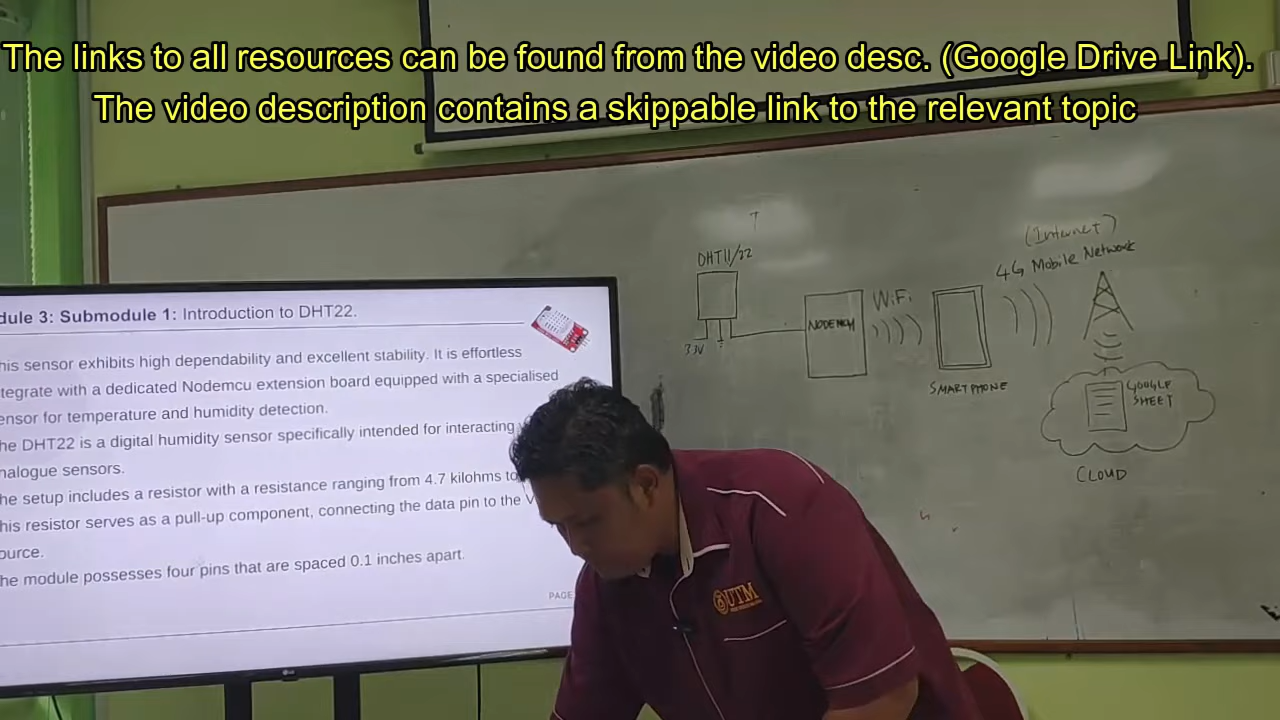 The links to all resources can be found from the video desc. (Google Drive Link).
The video description contains a skippable link to the relevant topic
dule 3: Submodule 1: Introduction to DHT22.
his sensor exhibits high dependability and excellent stability. It is effortless
tegrate with a dedicated Nodemcu extension board equipped with a specialised
ensor for temperature and humidity detection.
he DHT22 is a digital humidity sensor specifically intended for interacting
nalogue sensors.
he setup includes a resistor with a resistance ranging from 4.7 kilohms to
his resistor serves as a pull-up component, connecting the data pin to the V
ource.
he module possesses four pins that are spaced 0.1 inches apart.
PAGE
DHT11/22
3.3V
NODEMCU
WiFi
SMARTPHONE
(Internet)
4G Mobile Network
GOOGLE
SHEET
CLOUD
UTM